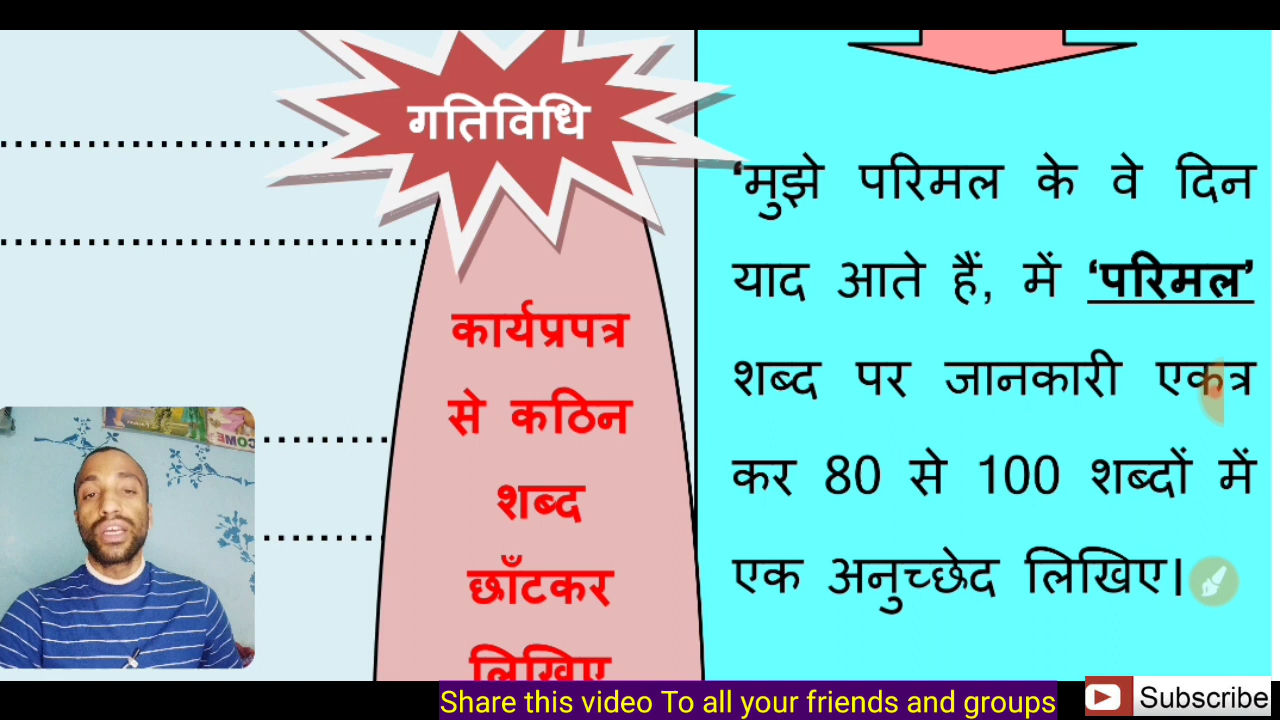 गतिविधि
कार्यप्रपत्र
से कठिन
शब्द
छाँटकर
लिखिए
‘मुझे परिमल के वे दिन
याद आते हैं, में ‘परिमल’
शब्द पर जानकारी एकत्र
कर 80 से 100 शब्दों में
एक अनुच्छेद लिखिए।
COME
Share this video To all your friends and groups
Subscribe